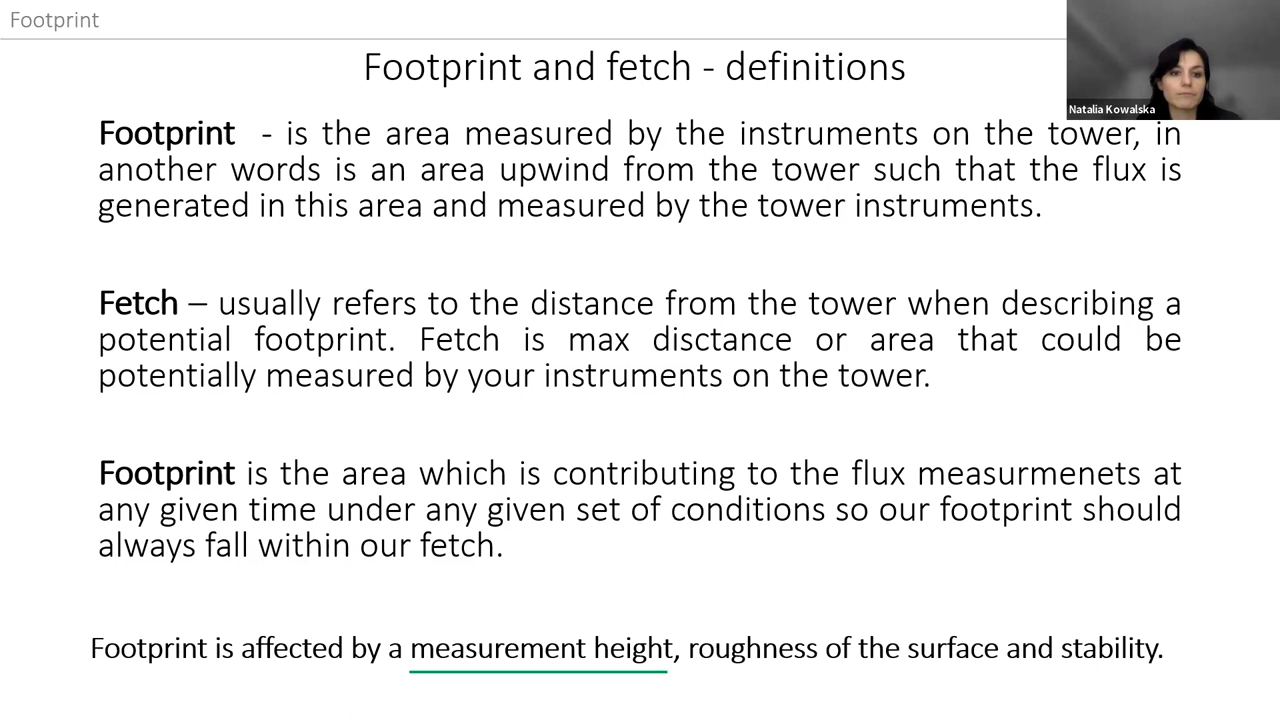 Footprint
Footprint and fetch - definitions
Natalia Kowalska
Footprint - is the area measured by the instruments on the tower, in
another words is an area upwind from the tower such that the flux is
generated in this area and measured by the tower instruments.
Fetch – usually refers to the distance from the tower when describing a
potential footprint. Fetch is max disctance or area that could be
potentially measured by your instruments on the tower.
Footprint is the area which is contributing to the flux measurmenets at
any given time under any given set of conditions so our footprint should
always fall within our fetch.
Footprint is affected by a measurement height, roughness of the surface and stability.